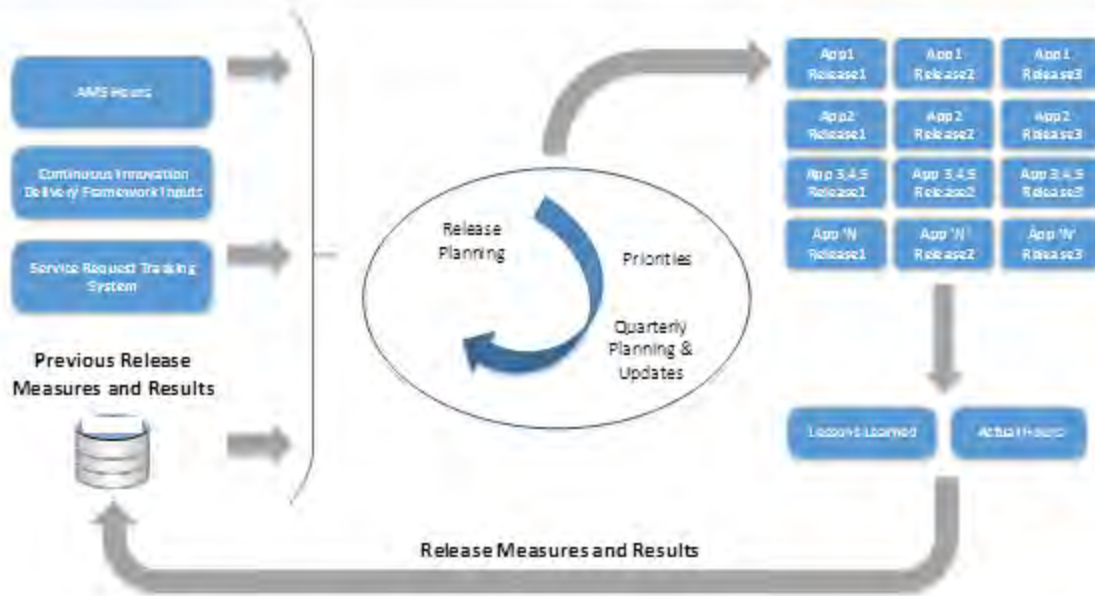 AMS Hours
Continuous Innovation
Delivery Framework Inputs
Service Request Tracking
System
Previous Release
Measures and Results
Release
Planning
Priorities
Quarterly
Planning &
Updates
App1
Release1
App1
Release2
App1
Release3
App2
Release1
App2
Release2
App2
Release3
App 3,4,5
Release1
App 3,4,5
Release2
App 3,4,5
App 'N
Release1
App 'N'
Release2
App 'N'
Release3
Lessons Learned
Actual Hours
Release Measures and Results